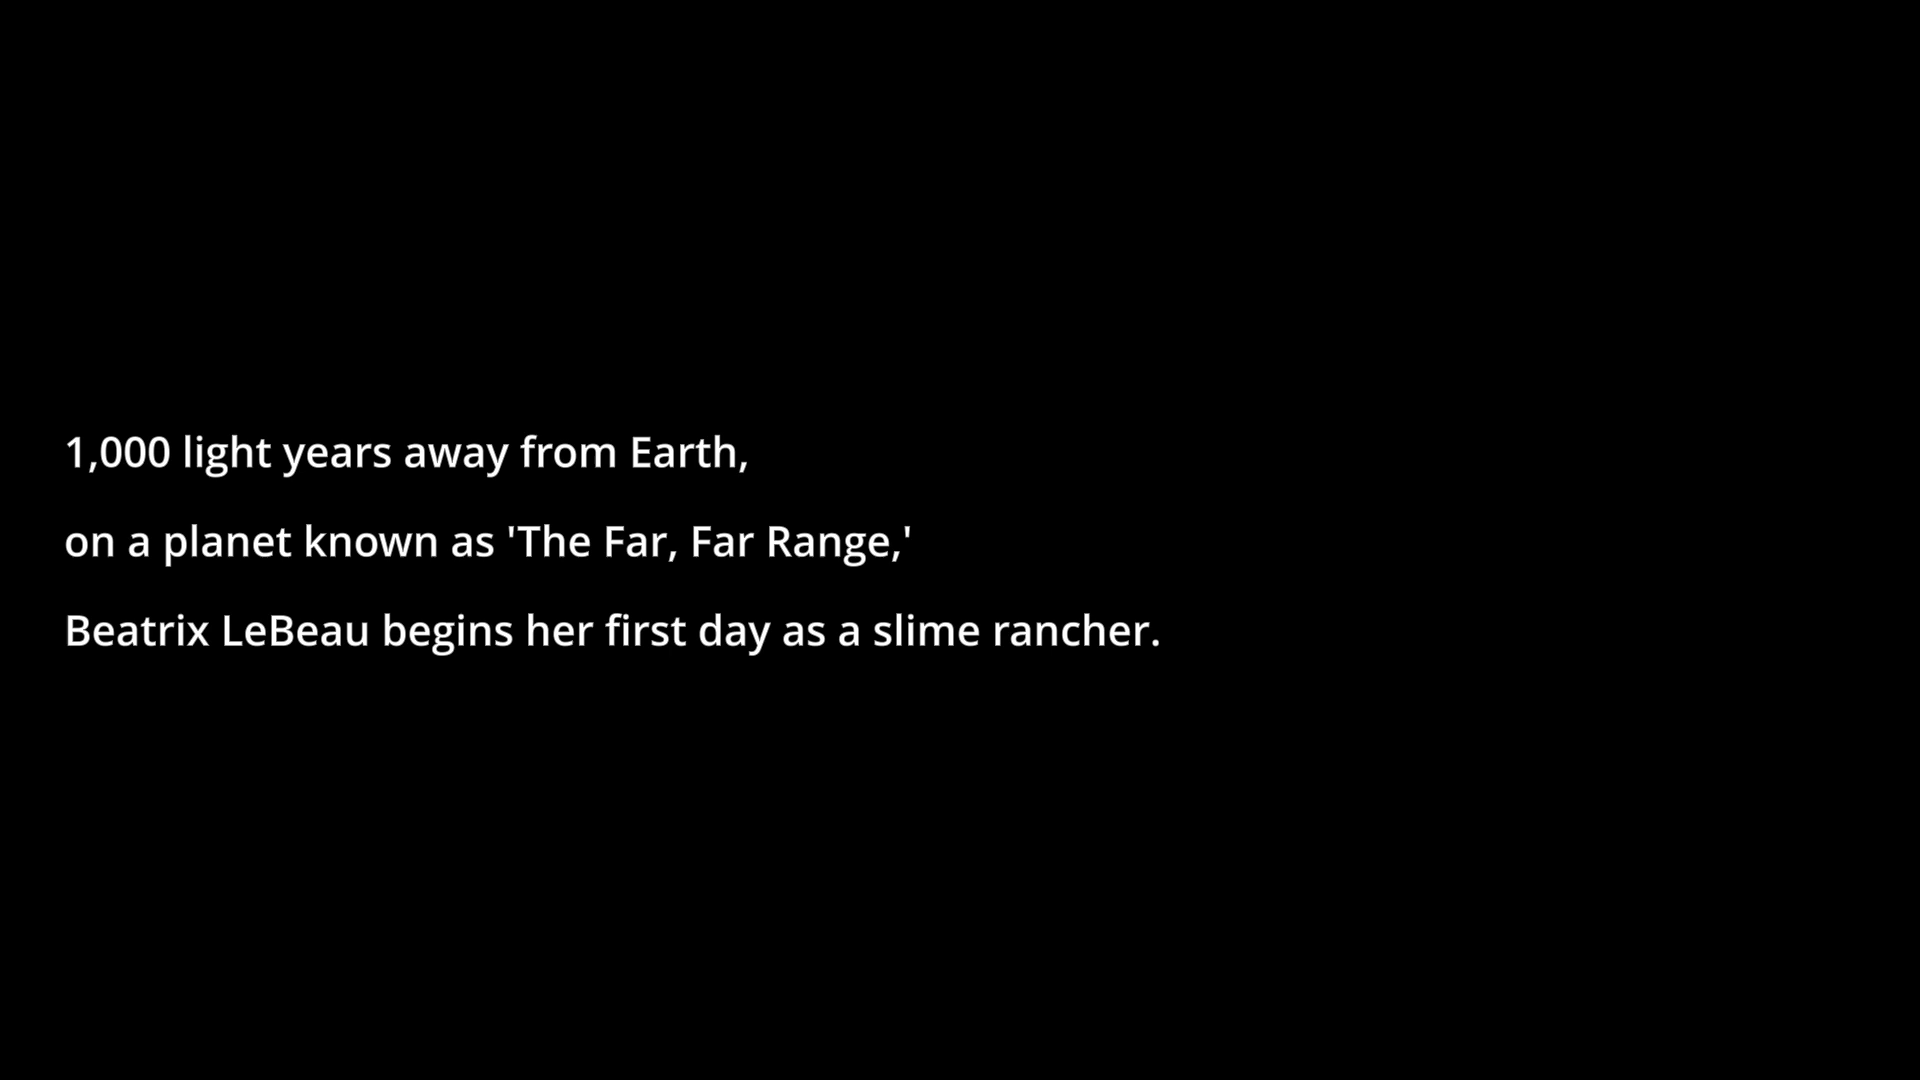 1,000 light years away from Earth,
on a planet known as 'The Far, Far Range,'
Beatrix LeBeau begins her first day as a slime rancher.